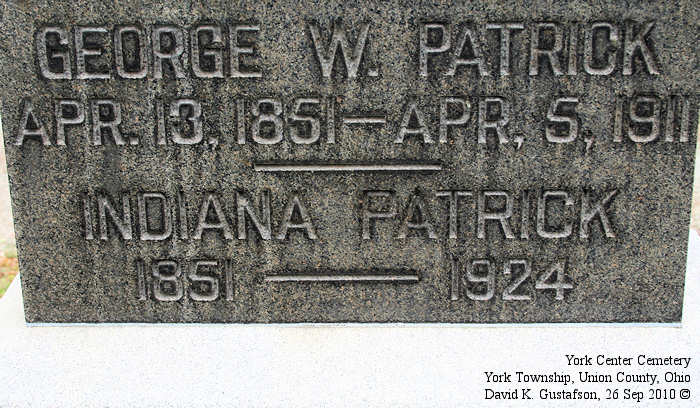 GEORGE W. PATRICK
APR. 13, 1851—APR. 5, 1911
INDIANA PATRICK
1851 — 1924
York Center Cemetery
York Township, Union County, Ohio
David K. Gustafson, 26 Sep 2010 ©